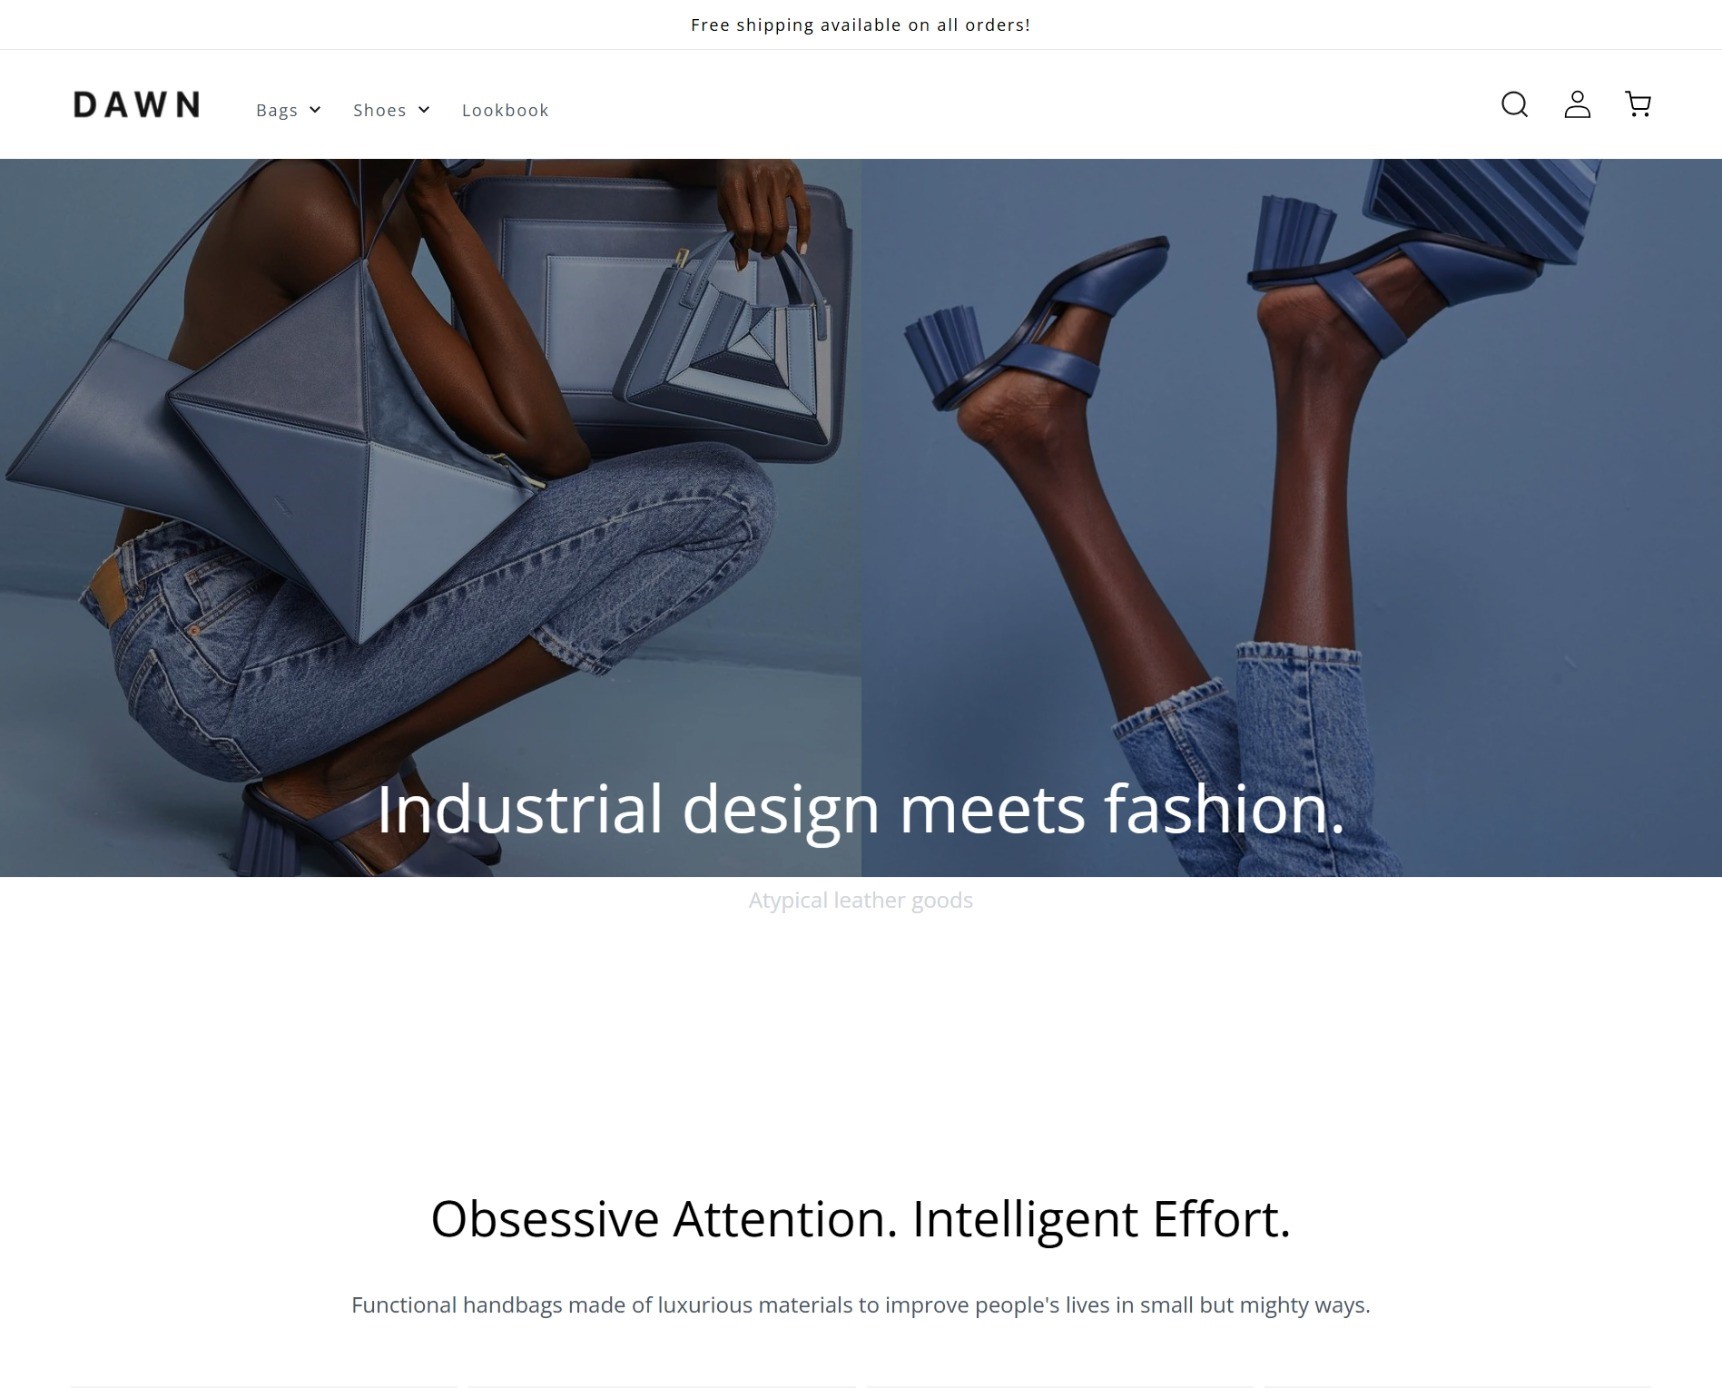 Free shipping available on all orders!
DAWN
Bags
Shoes
Lookbook
Industrial design meets fashion.
Atypical leather goods
Obsessive Attention. Intelligent Effort.
Functional handbags made of luxurious materials to improve people's lives in small but mighty ways.